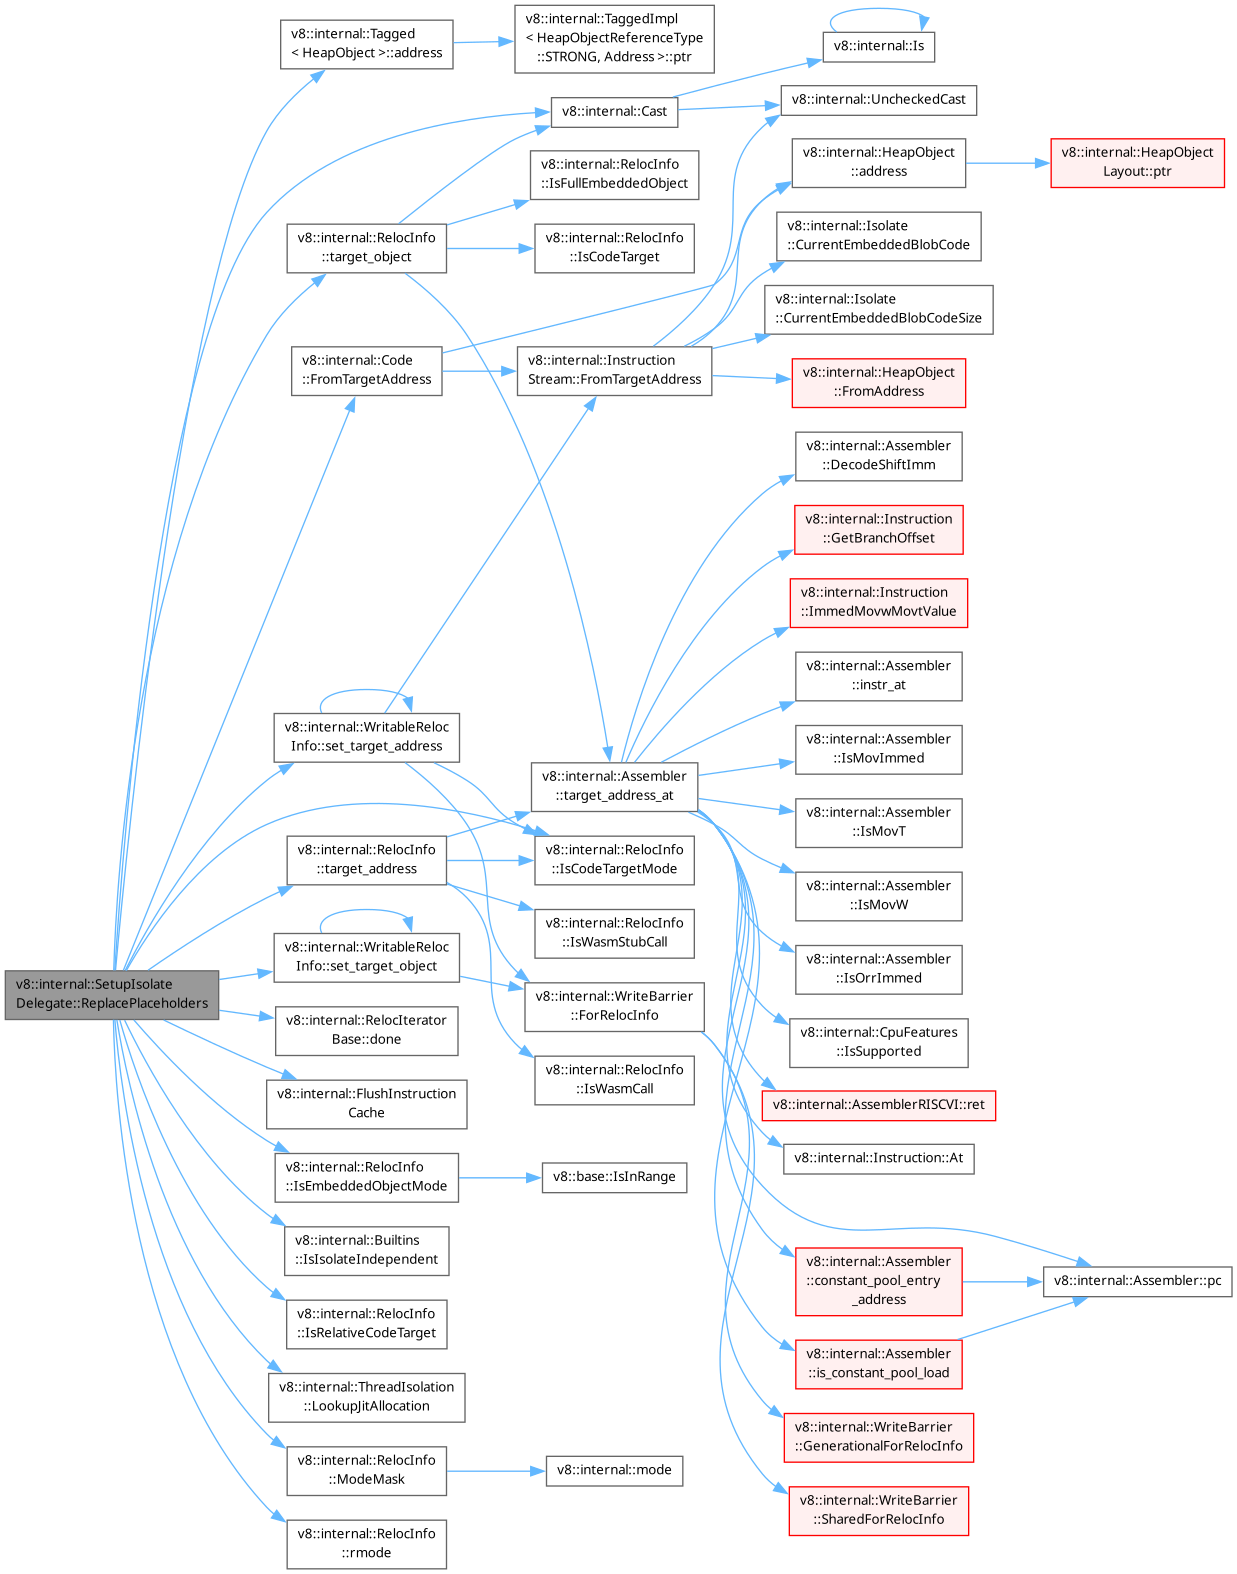 v8::internal::SetupIsolate
Delegate::ReplacePlaceholders
v8::internal::Tagged
< HeapObject >::address
v8::internal::TaggedImpl
< HeapObjectReferenceType
::STRONG, Address >::ptr
v8::internal::Cast
v8::internal::Is
v8::internal::UncheckedCast
v8::internal::RelocInfo
::target_object
v8::internal::RelocInfo
::IsFullEmbeddedObject
v8::internal::RelocInfo
::IsCodeTarget
v8::internal::HeapObject
::address
v8::internal::HeapObject
Layout::ptr
v8::internal::Isolate
::CurrentEmbeddedBlobCode
v8::internal::Isolate
::CurrentEmbeddedBlobCodeSize
v8::internal::Code
::FromTargetAddress
v8::internal::Instruction
Stream::FromTargetAddress
v8::internal::HeapObject
::FromAddress
v8::internal::Assembler
::DecodeShiftImm
v8::internal::Instruction
::GetBranchOffset
v8::internal::Instruction
::ImmedMovwMovtValue
v8::internal::Assembler
::instr_at
v8::internal::WritableReloc
Info::set_target_address
v8::internal::Assembler
::target_address_at
v8::internal::Assembler
::IsMovImmed
v8::internal::Assembler
::IsMovT
v8::internal::RelocInfo
::target_address
v8::internal::RelocInfo
::IsCodeTargetMode
v8::internal::Assembler
::IsMovW
v8::internal::RelocInfo
::IsWasmStubCall
v8::internal::Assembler
::IsOrrImmed
v8::internal::WritableReloc
Info::set_target_object
v8::internal::WriteBarrier
::ForRelocInfo
v8::internal::CpuFeatures
::IsSupported
v8::internal::RelocIterator
Base::done
v8::internal::RelocInfo
::IsWasmCall
v8::internal::AssemblerRISCVI::ret
v8::internal::FlushInstruction
Cache
v8::internal::Instruction::At
v8::internal::RelocInfo
::IsEmbeddedObjectMode
v8::base::IsInRange
v8::internal::Builtins
::IsIsolateIndependent
v8::internal::Assembler
::constant_pool_entry
_address
v8::internal::Assembler::pc
v8::internal::RelocInfo
::IsRelativeCodeTarget
v8::internal::Assembler
::is_constant_pool_load
v8::internal::ThreadIsolation
::LookupJitAllocation
v8::internal::WriteBarrier
::GenerationalForRelocInfo
v8::internal::RelocInfo
::ModeMask
v8::internal::mode
v8::internal::WriteBarrier
::SharedForRelocInfo
v8::internal::RelocInfo
::rmode